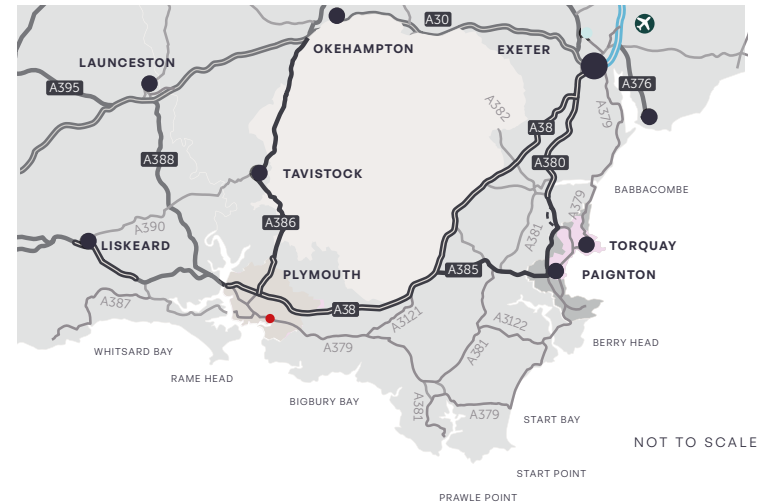 A30
OKEHAMPTON
EXETER
LAUNCESTON
A395
A376
A382
A379
A38
A388
A380
TAVISTOCK
BABBACOMBE
A379
A390
A386
A381
LISKEARD
TORQUAY
PLYMOUTH
A385
PAIGNTON
A387
A38
A3121
A3122
BERRY HEAD
A379
A381
WHITSARD BAY
RAME HEAD
BIGBURY BAY
A381
A379
START BAY
NOT TO SCALE
START POINT
PRAWLE POINT